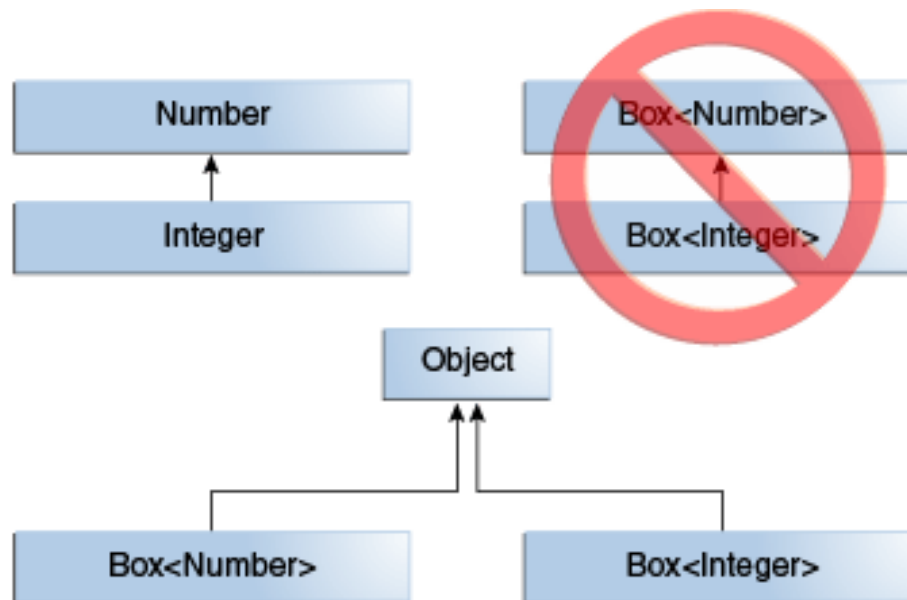 Number
Box<Number>
Integer
Box<Integer>
Object
Box<Number>
Box<Integer>